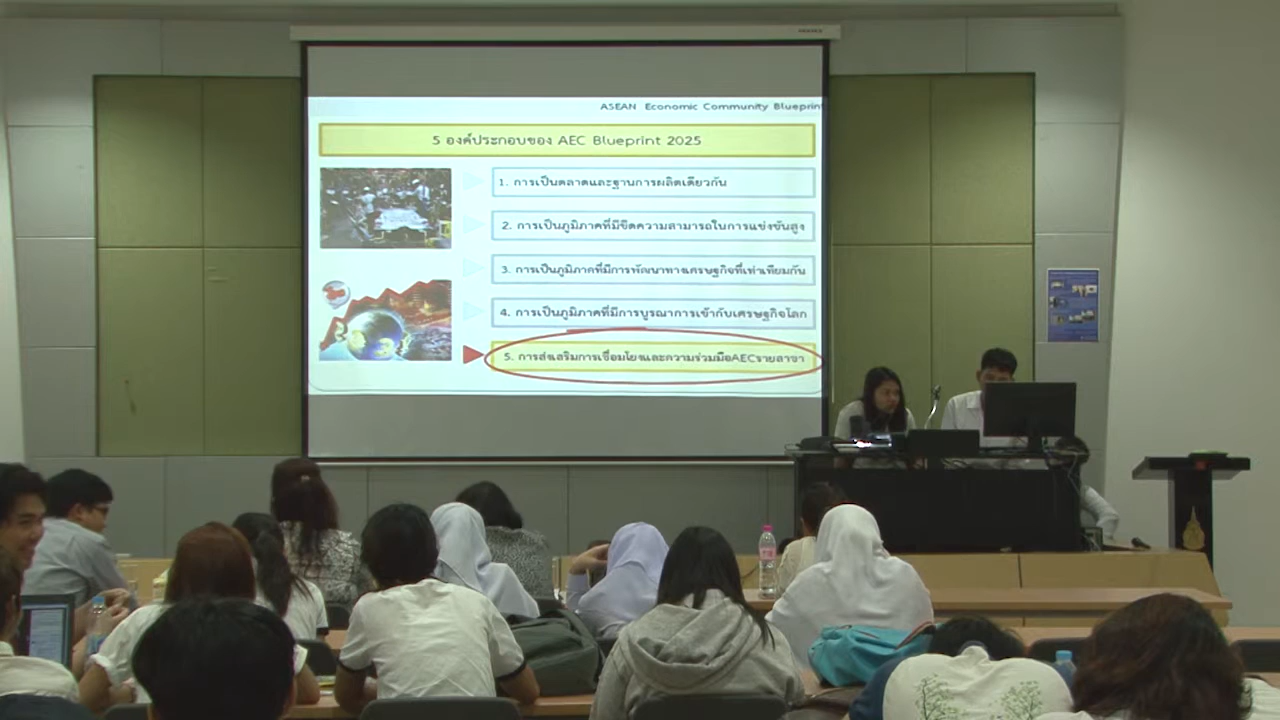 ASEAN Economic Community Blueprint
5 องค์ประกอบของ AEC Blueprint 2025
1. การเป็นตลาดและฐานการผลิตเดียวกัน
2. การเป็นภูมิภาคที่มีขีดความสามารถในการแข่งขันสูง
3. การเป็นภูมิภาคที่มีการพัฒนาทางเศรษฐกิจที่เท่าเทียมกัน
4. การเป็นภูมิภาคที่มีการบูรณาการเข้ากับเศรษฐกิจโลก
5. การส่งเสริมการเชื่อมโยงและความร่วมมือAECรายสาขา